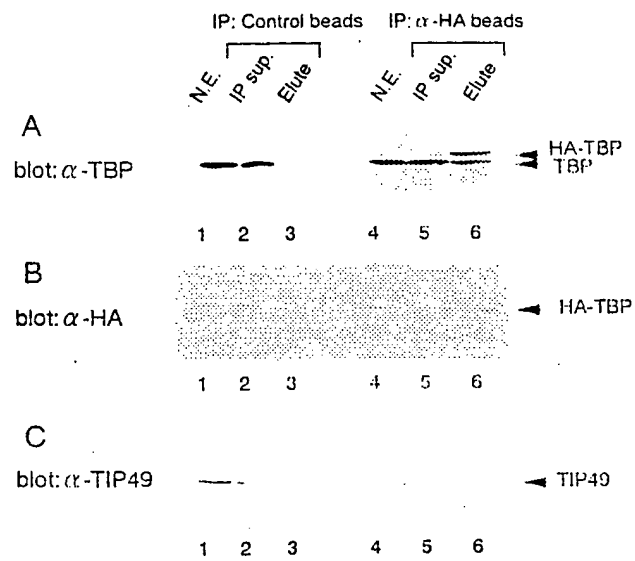 IP: Control beads
IP: α-HA beads
N.E.
IP sup.
Elute
N.E.
IP sup.
Elute
A
blot: α-TBP
HA-TBP
TBP
1 2 3 4 5 6
B
blot: α-HA
HA-TBP
1 2 3 4 5 6
C
blot: α-TIP49
TIP49
1 2 3 4 5 6